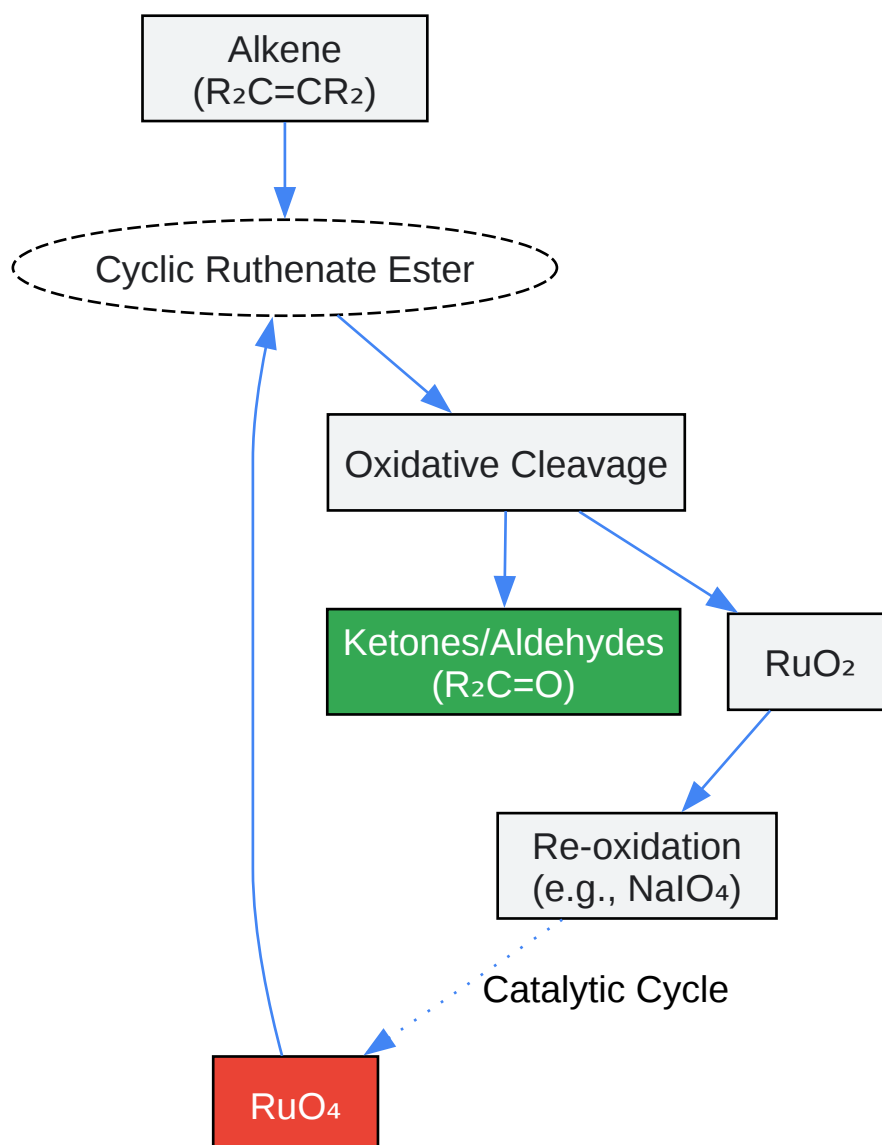 Alkene
(R₂C=CR₂)
Cyclic Ruthenate Ester
Oxidative Cleavage
Ketones/Aldehydes
(R₂C=O)
RuO₂
Re-oxidation
(e.g., NaIO₄)
Catalytic Cycle
RuO₄